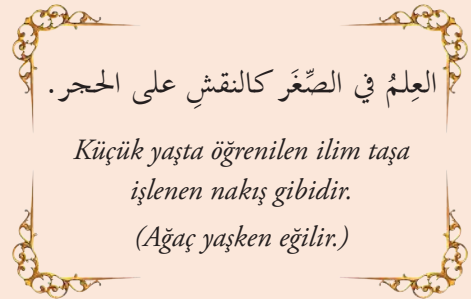 العِلمُ في الصِّغَر كالنقشِ على الحجر.
Küçük yaşta öğrenilen ilim taşa
işlenen nakış gibidir.
(Ağaç yaşken eğilir.)